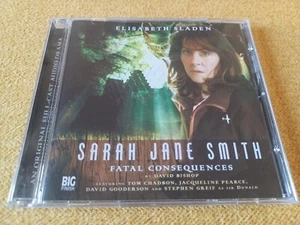 ELISABETH SLADEN
AN ORIGINAL FULL-CAST AUDIO DRAMA
SARAH JANE SMITH
FATAL CONSEQUENCES
BY DAVID BISHOP
BIG
FINISH
FEATURING TOM CHADBON, JACQUELINE PEARCE,
DAVID GOODERSON AND STEPHEN GREIF AS SIR DONALD